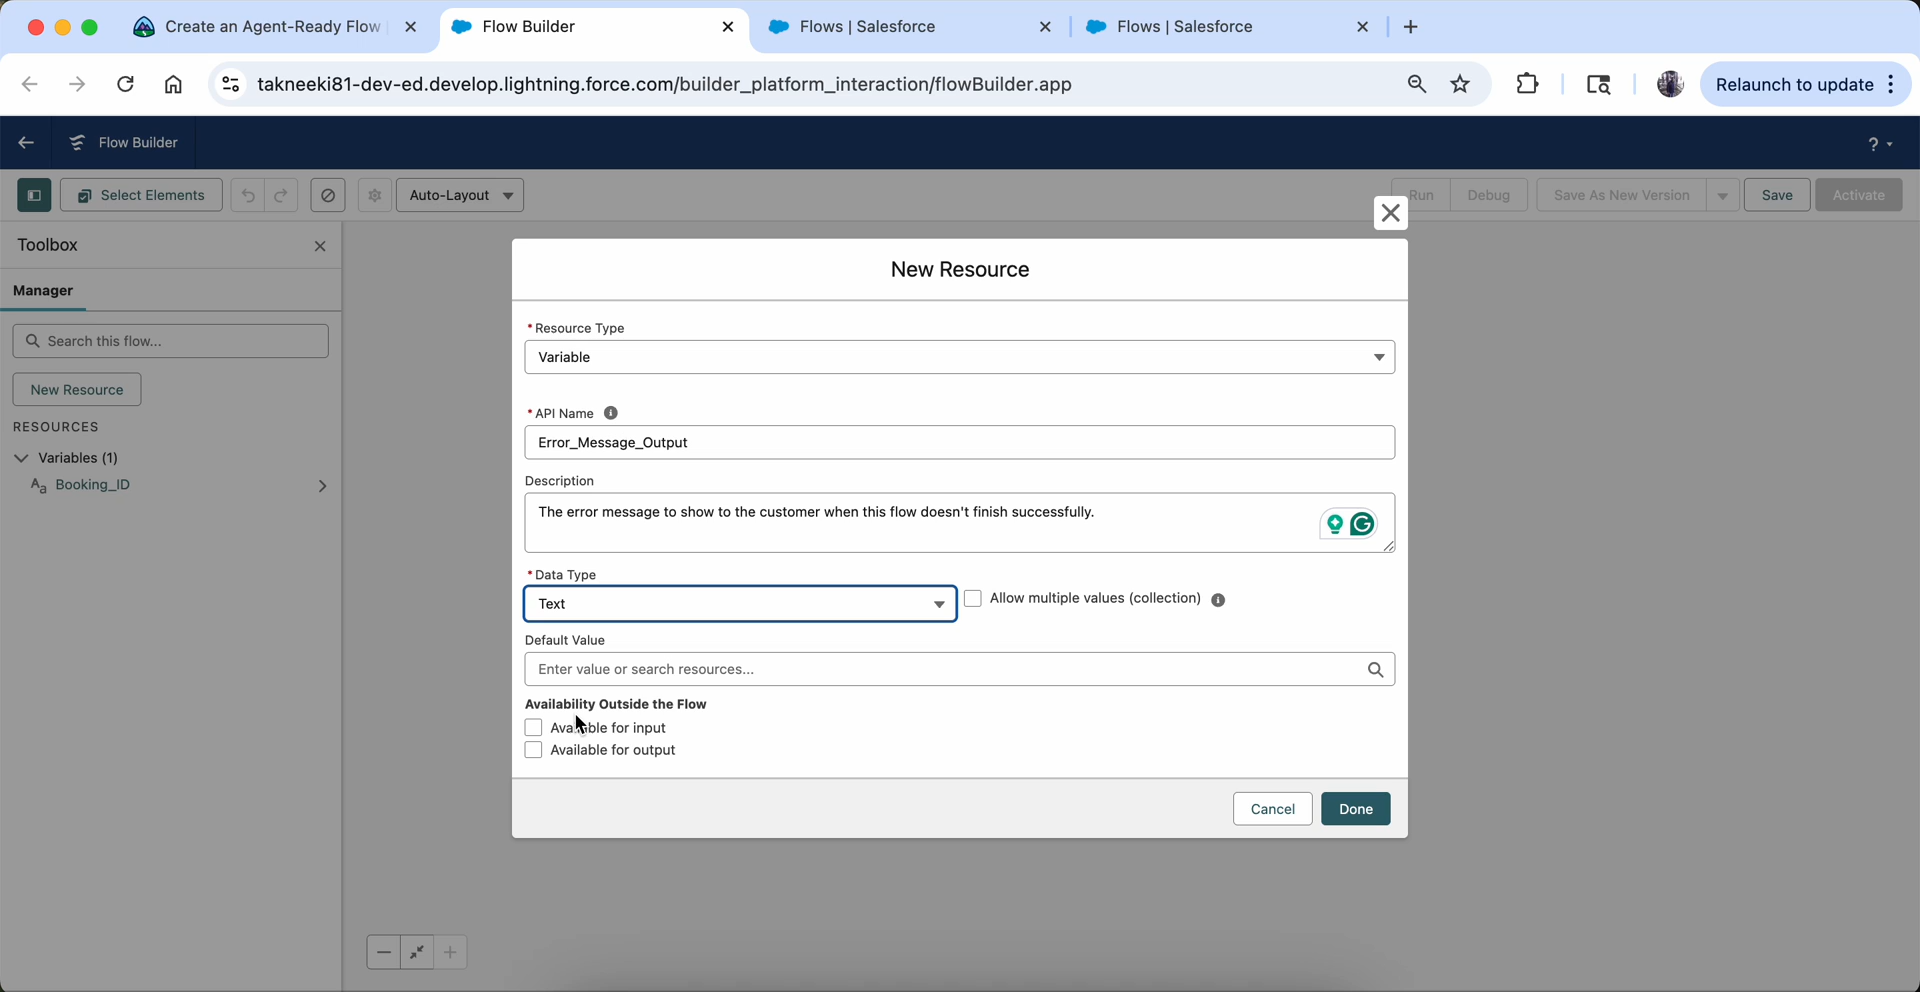 Create an Agent-Ready Flow
Flow Builder
Flows | Salesforce
Flows | Salesforce
takneeki81-dev-ed.develop.lightning.force.com/builder_platform_interaction/flowBuilder.app
Relaunch to update
Flow Builder
?
Select Elements
Auto-Layout
Run
Debug
Save As New Version
Save
Activate
Toolbox
Manager
Search this flow...
New Resource
RESOURCES
Variables (1)
Aa Booking_ID
New Resource
* Resource Type
Variable
* API Name
Error_Message_Output
Description
The error message to show to the customer when this flow doesn't finish successfully.
* Data Type
Text
Allow multiple values (collection)
Default Value
Enter value or search resources...
Availability Outside the Flow
Available for input
Available for output
Cancel
Done